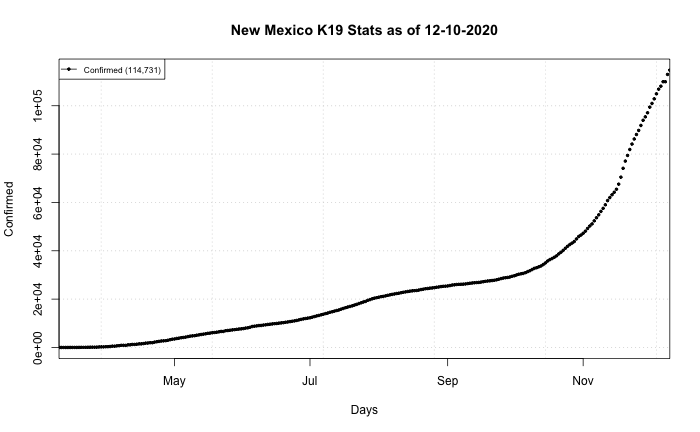 New Mexico K19 Stats as of 12-10-2020
Confirmed (114,731)
Confirmed
1e+05
8e+04
6e+04
4e+04
2e+04
0e+00
May Jul Sep Nov
Days